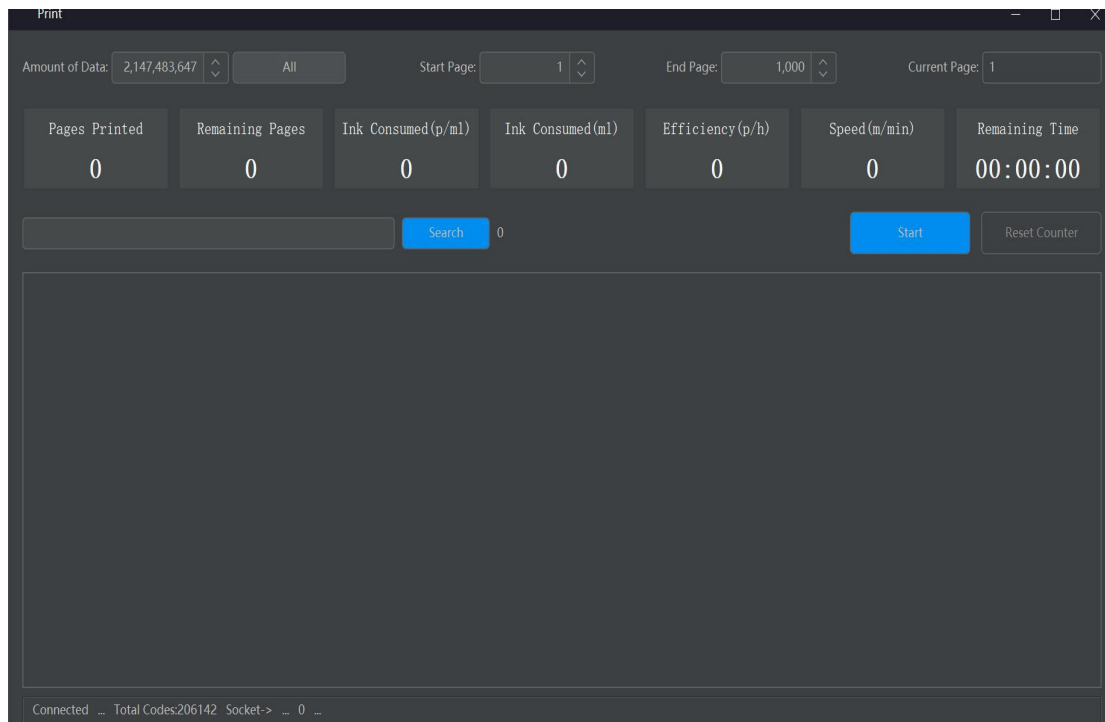 Print
Amount of Data: 2,147,483,647 All Start Page: 1 End Page: 1,000 Current Page: 1
Pages Printed Remaining Pages Ink Consumed(p/ml) Ink Consumed(ml) Efficiency(p/h) Speed(m/min) Remaining Time
0 0 0 0 0 0 00:00:00
Search 0 Start Reset Counter
Connected ... Total Codes:206142 Socket-> ... 0 ...